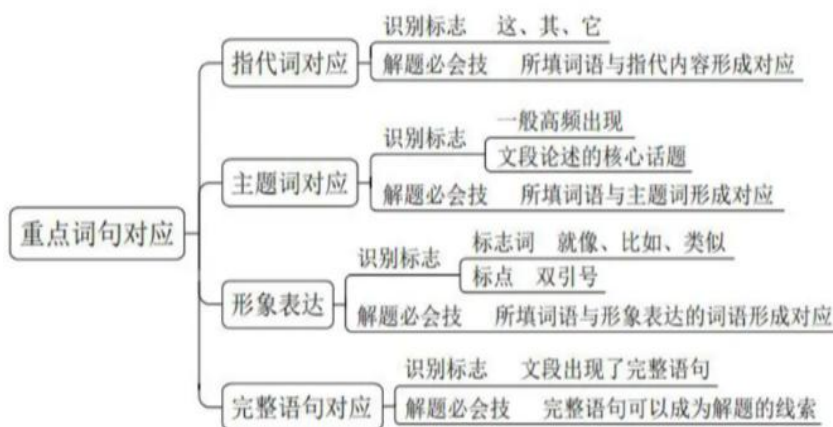 重点词句对应
指代词对应
识别标志 这、其、它
解题必会技 所填词语与指代内容形成对应
主题词对应
识别标志
一般高频出现
文段论述的核心话题
解题必会技 所填词语与主题词形成对应
形象表达
识别标志
标志词 就像、比如、类似
标点 双引号
解题必会技 所填词语与形象表达的词语形成对应
完整语句对应
识别标志 文段出现了完整语句
解题必会技 完整语句可以成为解题的线索